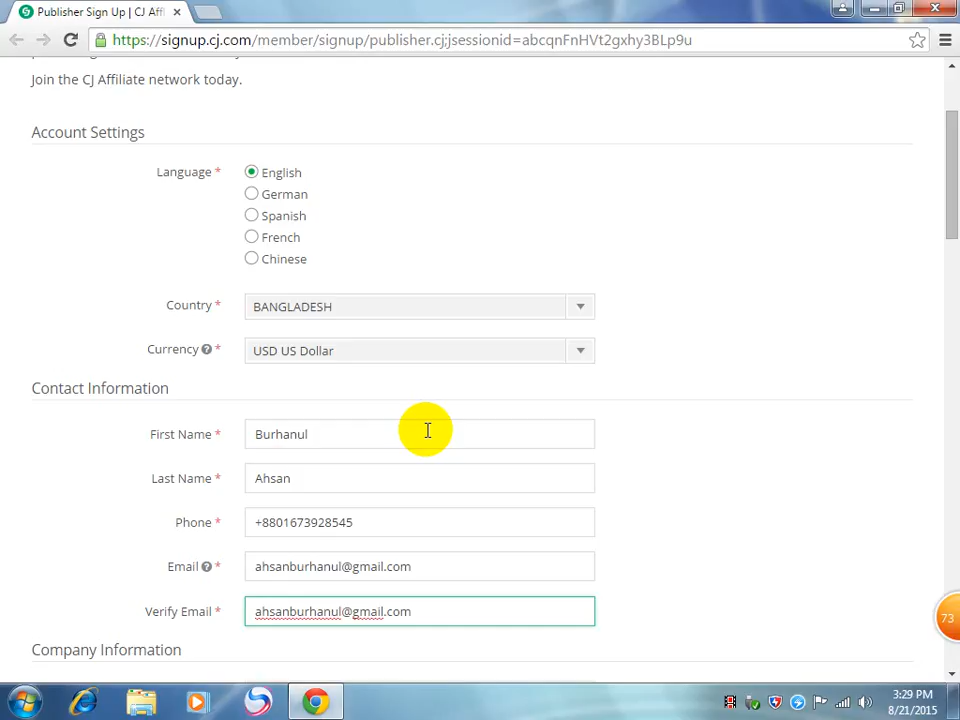 Publisher Sign Up | CJ Affi
https://signup.cj.com/member/signup/publisher.cj;jsessionid=abcqnFnHVt2gxhy3BLp9u
Join the CJ Affiliate network today.
Account Settings
Language * English
German
Spanish
French
Chinese
Country * BANGLADESH
Currency ? * USD US Dollar
Contact Information
First Name * Burhanul
Last Name * Ahsan
Phone * +8801673928545
Email ? * ahsanburhanul@gmail.com
Verify Email * ahsanburhanul@gmail.com
73
Company Information
3:29 PM
8/21/2015